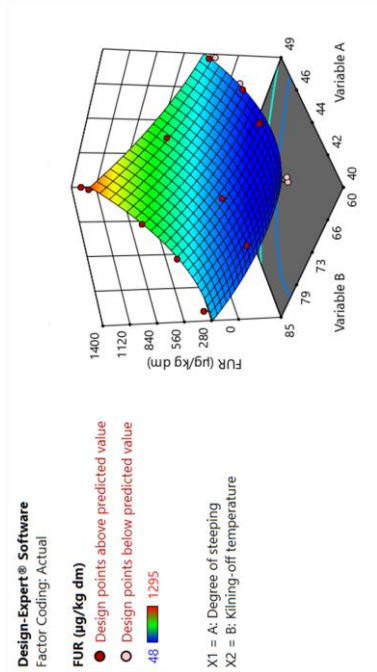 Design-Expert® Software
Factor Coding: Actual
FUR (µg/kg dm)
Design points above predicted value
Design points below predicted value
48 1295
X1 = A: Degree of steeping
X2 = B: Kilning-off temperature
FUR (µg/kg dm)
1400
1120
840
560
280
0
85
79
73
66
60
Variable B
40
42
44
46
49
Variable A